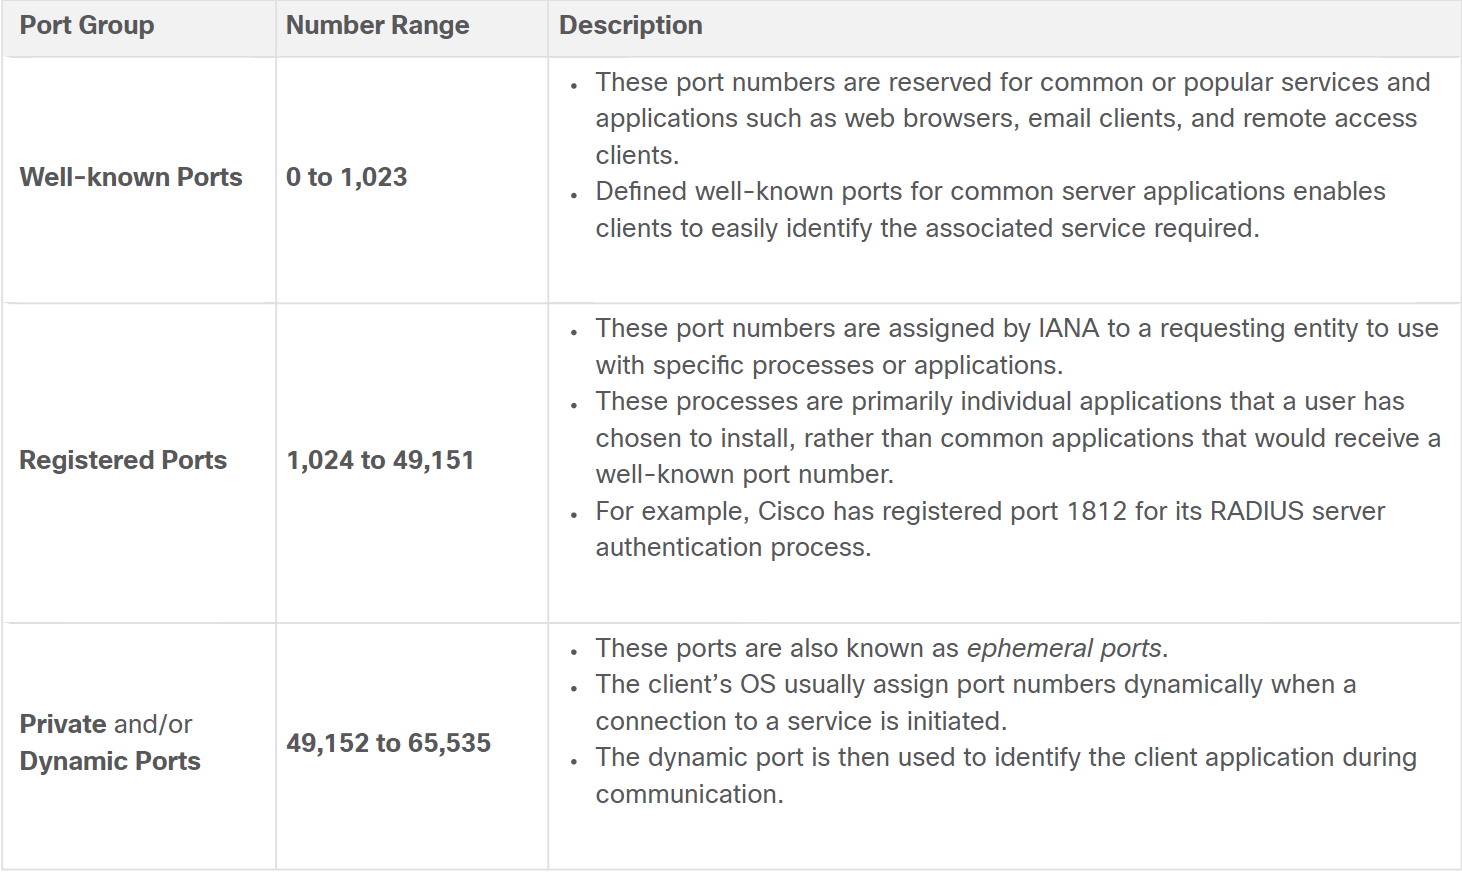 Port Group
Number Range
Description
Well-known Ports
0 to 1,023
• These port numbers are reserved for common or popular services and
applications such as web browsers, email clients, and remote access
clients.
• Defined well-known ports for common server applications enables
clients to easily identify the associated service required.
Registered Ports
1,024 to 49,151
• These port numbers are assigned by IANA to a requesting entity to use
with specific processes or applications.
• These processes are primarily individual applications that a user has
chosen to install, rather than common applications that would receive a
well-known port number.
• For example, Cisco has registered port 1812 for its RADIUS server
authentication process.
Private and/or
Dynamic Ports
49,152 to 65,535
• These ports are also known as ephemeral ports.
• The client’s OS usually assign port numbers dynamically when a
connection to a service is initiated.
• The dynamic port is then used to identify the client application during
communication.